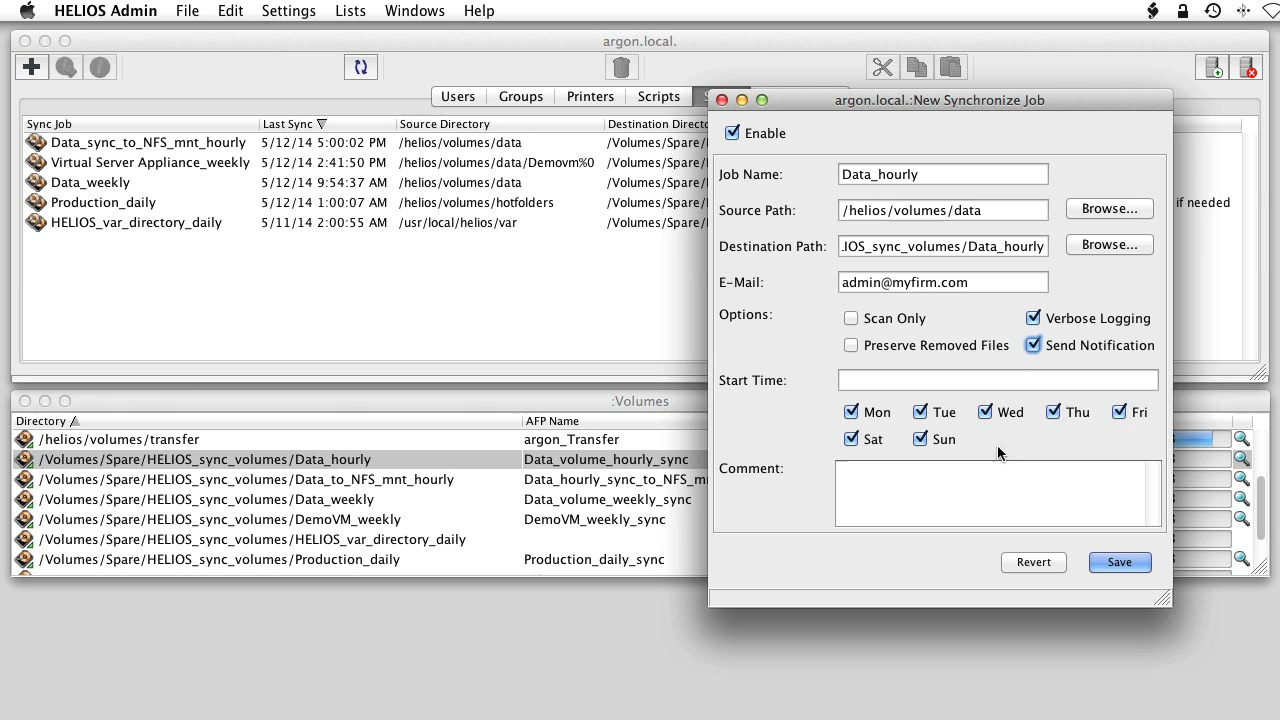 HELIOS Admin File Edit Settings Lists Windows Help
argon.local.
Users Groups Printers Scripts
Sync Job Last Sync Source Directory Destination Directo
Data_sync_to_NFS_mnt_hourly 5/12/14 5:00:02 PM /helios/volumes/data /Volumes/Spare/H
Virtual Server Appliance_weekly 5/12/14 2:41:50 PM /helios/volumes/data/Demovm%0 /Volumes/Spare/H
Data_weekly 5/12/14 9:54:37 AM /helios/volumes/data /Volumes/Spare/H
Production_daily 5/12/14 1:00:07 AM /helios/volumes/hotfolders /Volumes/Spare/H if needed
HELIOS_var_directory_daily 5/11/14 2:00:55 AM /usr/local/helios/var /Volumes/Spare/H
argon.local.:New Synchronize Job
Enable
Job Name: Data_hourly
Source Path: /helios/volumes/data Browse...
Destination Path: .IOS_sync_volumes/Data_hourly Browse...
E-Mail: admin@myfirm.com
Options: Scan Only Verbose Logging
Preserve Removed Files Send Notification
Start Time:
Mon Tue Wed Thu Fri
Sat Sun
Comment:
Revert Save
:Volumes
Directory AFP Name
/helios/volumes/transfer argon_Transfer
/Volumes/Spare/HELIOS_sync_volumes/Data_hourly Data_volume_hourly_sync
/Volumes/Spare/HELIOS_sync_volumes/Data_to_NFS_mnt_hourly Data_hourly_sync_to_NFS_m
/Volumes/Spare/HELIOS_sync_volumes/Data_weekly Data_volume_weekly_sync
/Volumes/Spare/HELIOS_sync_volumes/DemoVM_weekly DemoVM_weekly_sync
/Volumes/Spare/HELIOS_sync_volumes/HELIOS_var_directory_daily
/Volumes/Spare/HELIOS_sync_volumes/Production_daily Production_daily_sync